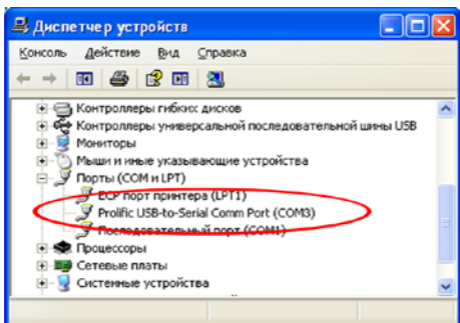 Диспетчер устройств
Консоль Действие Вид Справка
Контроллеры гибких дисков
Контроллеры универсальной последовательной шины USB
Мониторы
Мыши и иные указывающие устройства
Порты (COM и LPT)
ECP порт принтера (LPT1)
Prolific USB-to-Serial Comm Port (COM3)
Последовательный порт (COM1)
Процессоры
Сетевые платы
Системные устройства